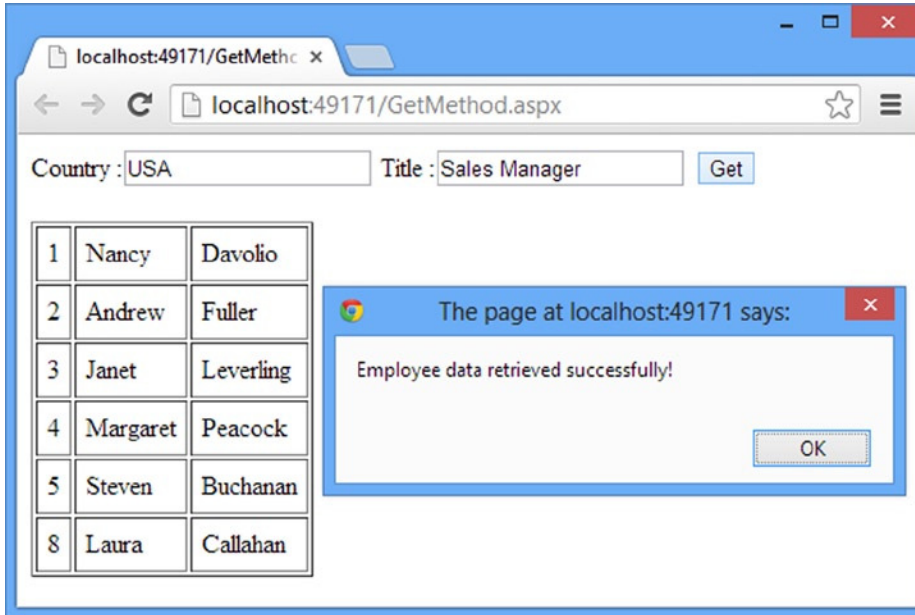 localhost:49171/GetMethc
localhost:49171/GetMethod.aspx
Country : USA Title : Sales Manager Get
1 Nancy Davolio
2 Andrew Fuller
3 Janet Leverling
4 Margaret Peacock
5 Steven Buchanan
8 Laura Callahan
The page at localhost:49171 says:
Employee data retrieved successfully!
OK